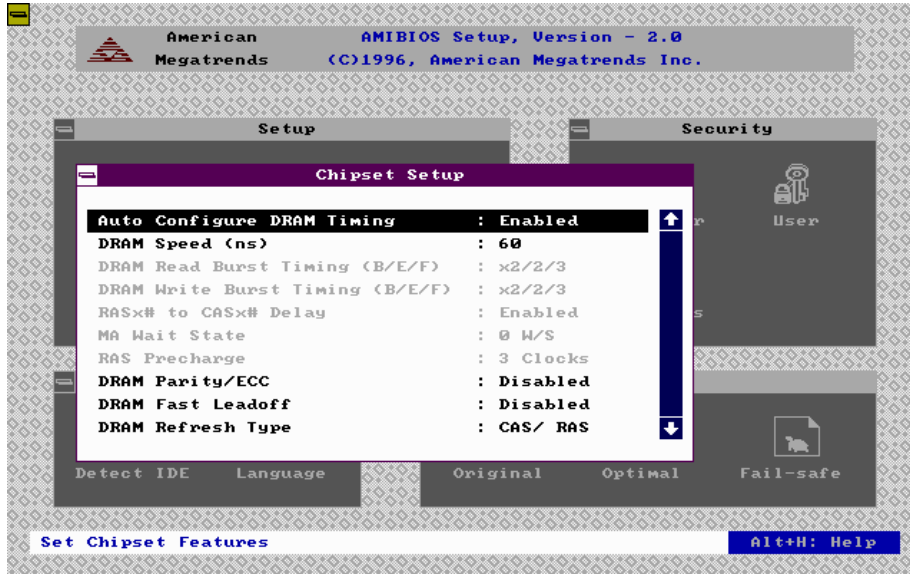 American AMIBIOS Setup, Version - 2.0
Megatrends (C)1996, American Megatrends Inc.
Setup
Security
Chipset Setup
Auto Configure DRAM Timing : Enabled
DRAM Speed (ns) : 60
DRAM Read Burst Timing (B/E/F) : x2/2/3
DRAM Write Burst Timing (B/E/F) : x2/2/3
RASx# to CASx# Delay : Enabled
MA Wait State : 0 W/S
RAS Precharge : 3 Clocks
DRAM Parity/ECC : Disabled
DRAM Fast Leadoff : Disabled
DRAM Refresh Type : CAS/ RAS
User
Detect IDE Language
Original Optimal Fail-safe
Set Chipset Features
Alt+H: Help